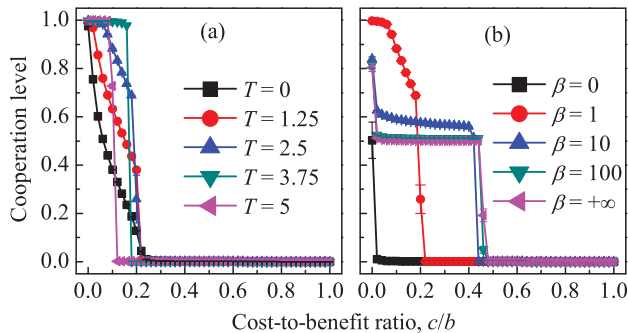 (a)
(b)
Cooperation level
1.0
0.8
0.6
0.4
0.2
0.0
T = 0
T = 1.25
T = 2.5
T = 3.75
T = 5
β = 0
β = 1
β = 10
β = 100
β = +∞
0.0 0.2 0.4 0.6 0.8 1.0
0.0 0.2 0.4 0.6 0.8 1.0
Cost-to-benefit ratio, c/b